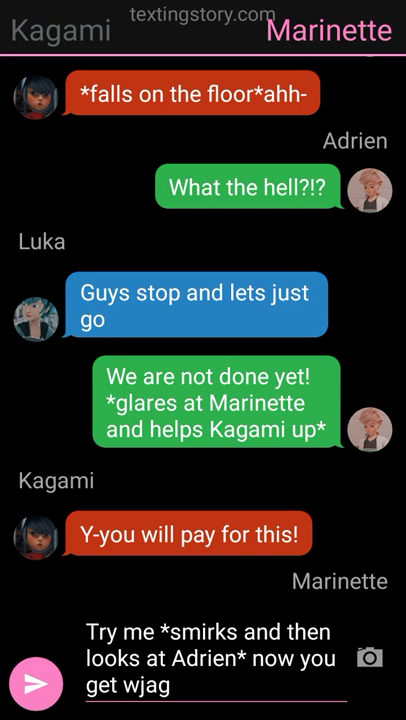 textingstory.com
Kagami Marinette
*falls on the floor*ahh-
Adrien
What the hell?!?
Luka
Guys stop and lets just
go
We are not done yet!
*glares at Marinette
and helps Kagami up*
Kagami
Y-you will pay for this!
Marinette
Try me *smirks and then
looks at Adrien* now you
get wjag